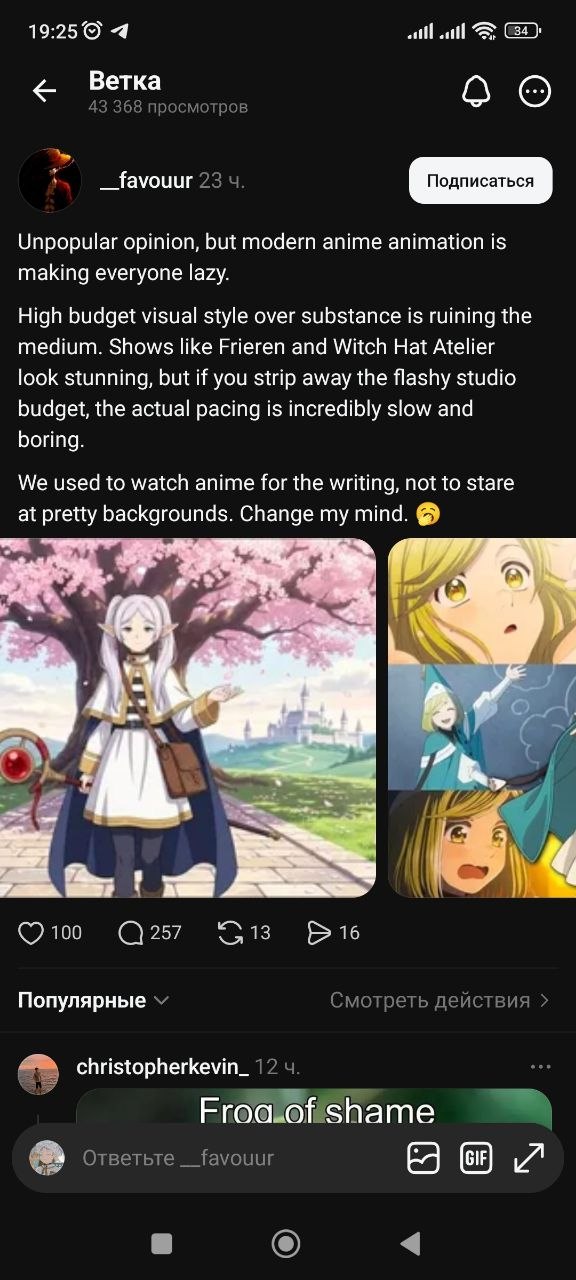 19:25
34
Ветка
43 368 просмотров
__favouur 23 ч.
Подписаться
Unpopular opinion, but modern anime animation is
making everyone lazy.
High budget visual style over substance is ruining the
medium. Shows like Frieren and Witch Hat Atelier
look stunning, but if you strip away the flashy studio
budget, the actual pacing is incredibly slow and
boring.
We used to watch anime for the writing, not to stare
at pretty backgrounds. Change my mind. 🥱
100
257
13
16
Популярные
Смотреть действия
christopherkevin_ 12 ч.
Frog of shame
Ответьте __favouur
GIF